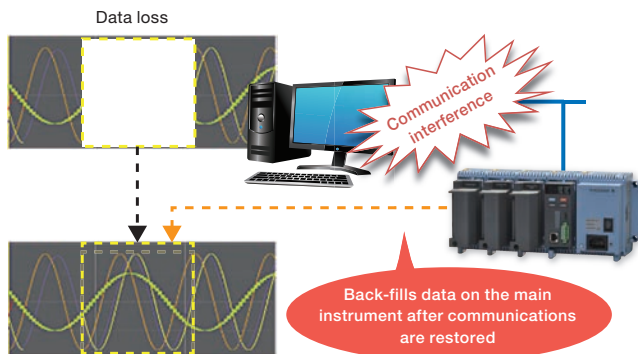 Data loss
Communication
interference
Back-fills data on the main
instrument after communications
are restored